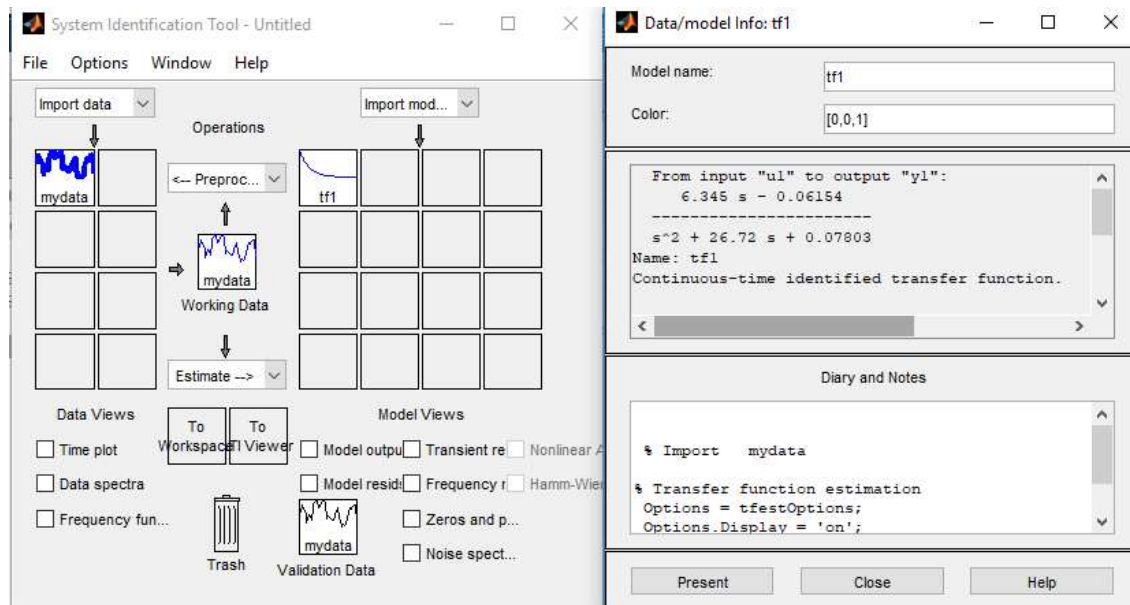 System Identification Tool - Untitled
File Options Window Help
Import data
Import mod...
Operations
mydata
<-- Preproc...
tf1
mydata
Working Data
Estimate -->
Data Views
To Workspace
To
Model Views
Time plot
Data spectra
Frequency fun...
Model outpu
Transient re
Nonlinear A
Model resid
Frequency r
Hamm-Wie
Zeros and p...
Noise spect...
Trash
mydata
Validation Data
Data/model Info: tf1
Model name:
tf1
Color:
[0,0,1]
From input "u1" to output "y1":
6.345 s - 0.06154
-----------------------
s^2 + 26.72 s + 0.07803
Name: tf1
Continuous-time identified transfer function.
Diary and Notes
% Import mydata
% Transfer function estimation
Options = tfestOptions;
Options.Display = 'on';
Present
Close
Help